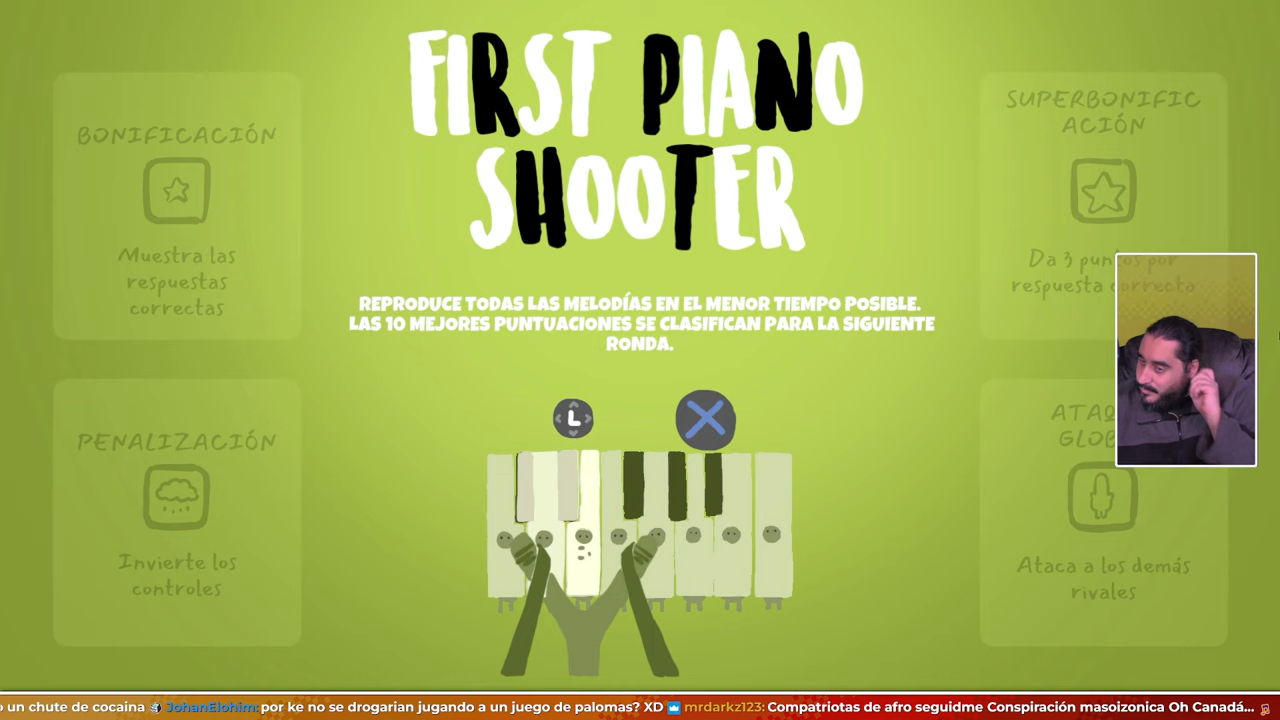 FIRST PIANO
SHOOTER
REPRODUCE TODAS LAS MELODÍAS EN EL MENOR TIEMPO POSIBLE.
LAS 10 MEJORES PUNTUACIONES SE CLASIFICAN PARA LA SIGUIENTE
RONDA.
BONIFICACIÓN
Muestra las
respuestas
correctas
SUPERBONIFIC
ACIÓN
Da 3 puntos por
respuesta correcta
PENALIZACIÓN
Invierte los
controles
Ataca a los demás
rivales
L
un chute de cocaina JohanElohim: por ke no se drogarian jugando a un juego de palomas? XD mrdarkz123: Compatriotas de afro seguidme Conspiración masoizonica Oh Canadá...